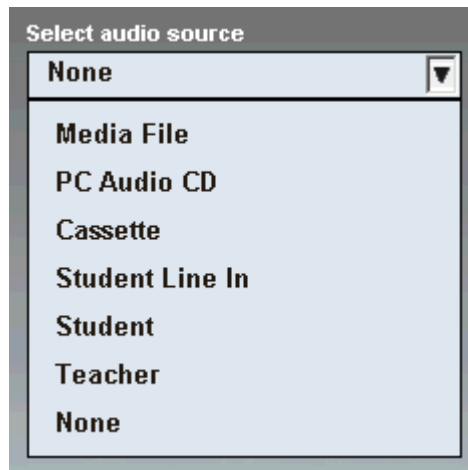 Select audio source
None
Media File
PC Audio CD
Cassette
Student Line In
Student
Teacher
None